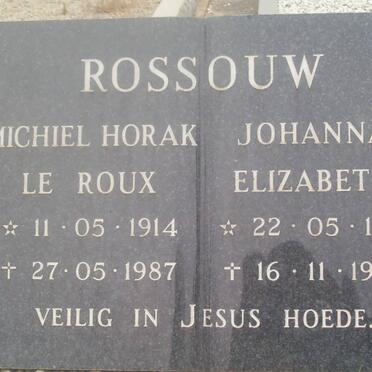 ROSSOUW
MICHIEL HORAK JOHANNA
LE ROUX ELIZABET
☆ 11·05·1914 ☆ 22·05·1
† 27·05·1987 † 16·11·19
VEILIG IN JESUS HOEDE.